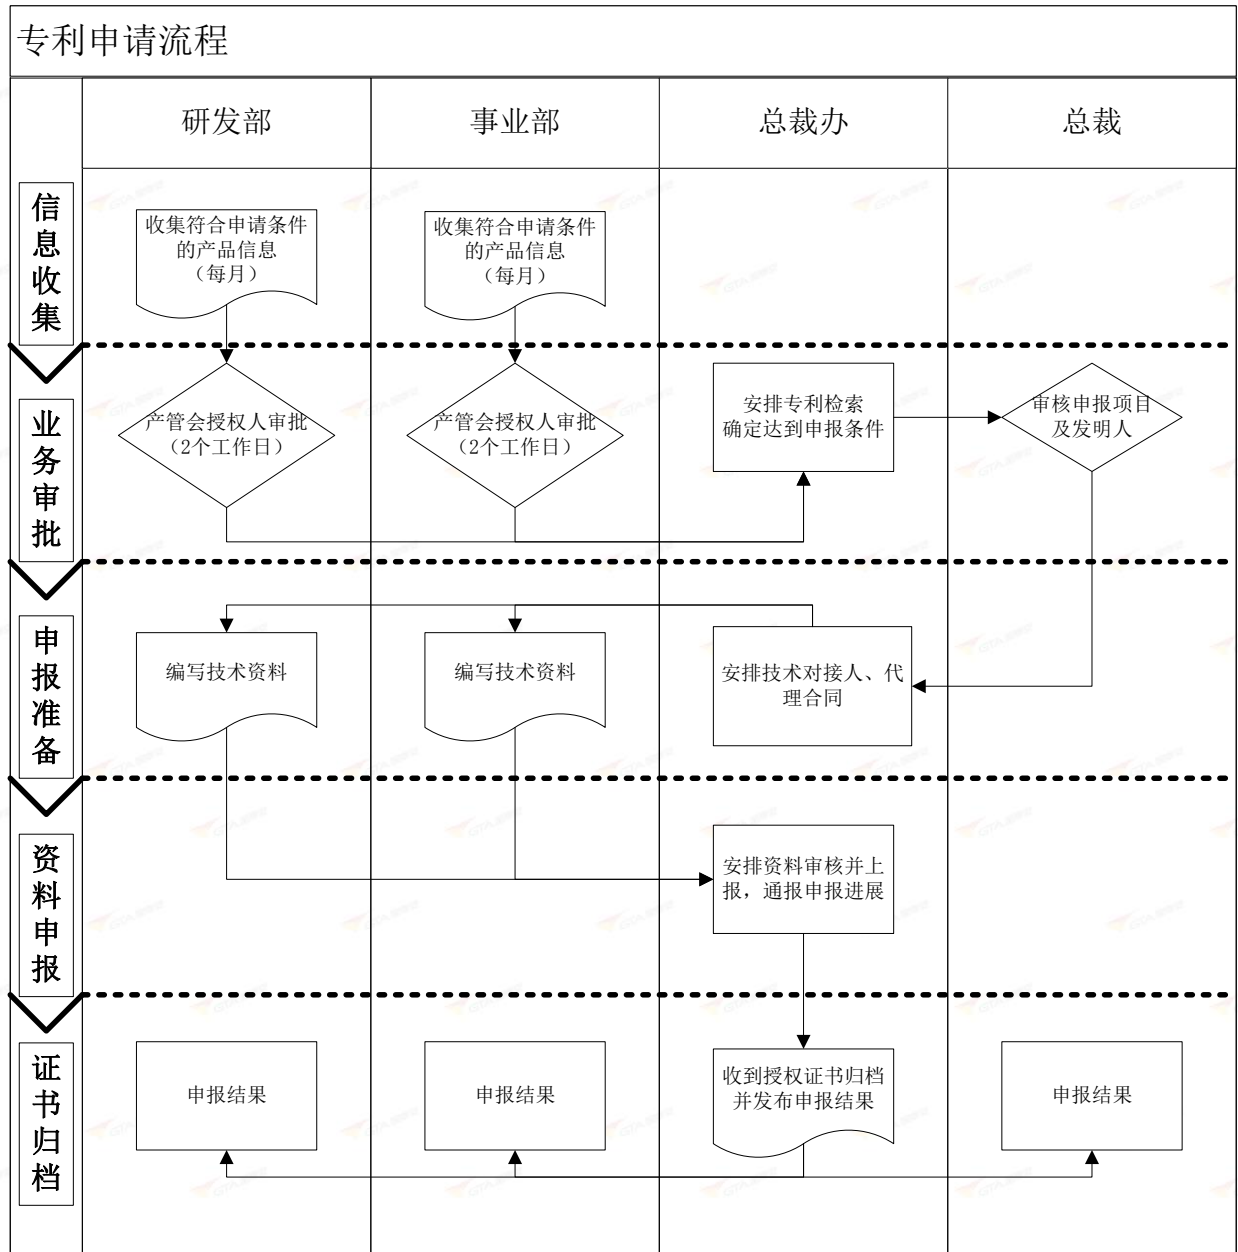 专利申请流程
研发部
事业部
总裁办
总裁
信息收集
收集符合申请条件
的产品信息
（每月）
收集符合申请条件
的产品信息
（每月）
业务审批
产管会授权人审批
（2个工作日）
产管会授权人审批
（2个工作日）
安排专利检索
确定达到申报条件
审核申报项目
及发明人
申报准备
编写技术资料
编写技术资料
安排技术对接人、代
理合同
资料申报
安排资料审核并上
报，通报申报进展
证书归档
申报结果
申报结果
收到授权证书归档
并发布申报结果
申报结果